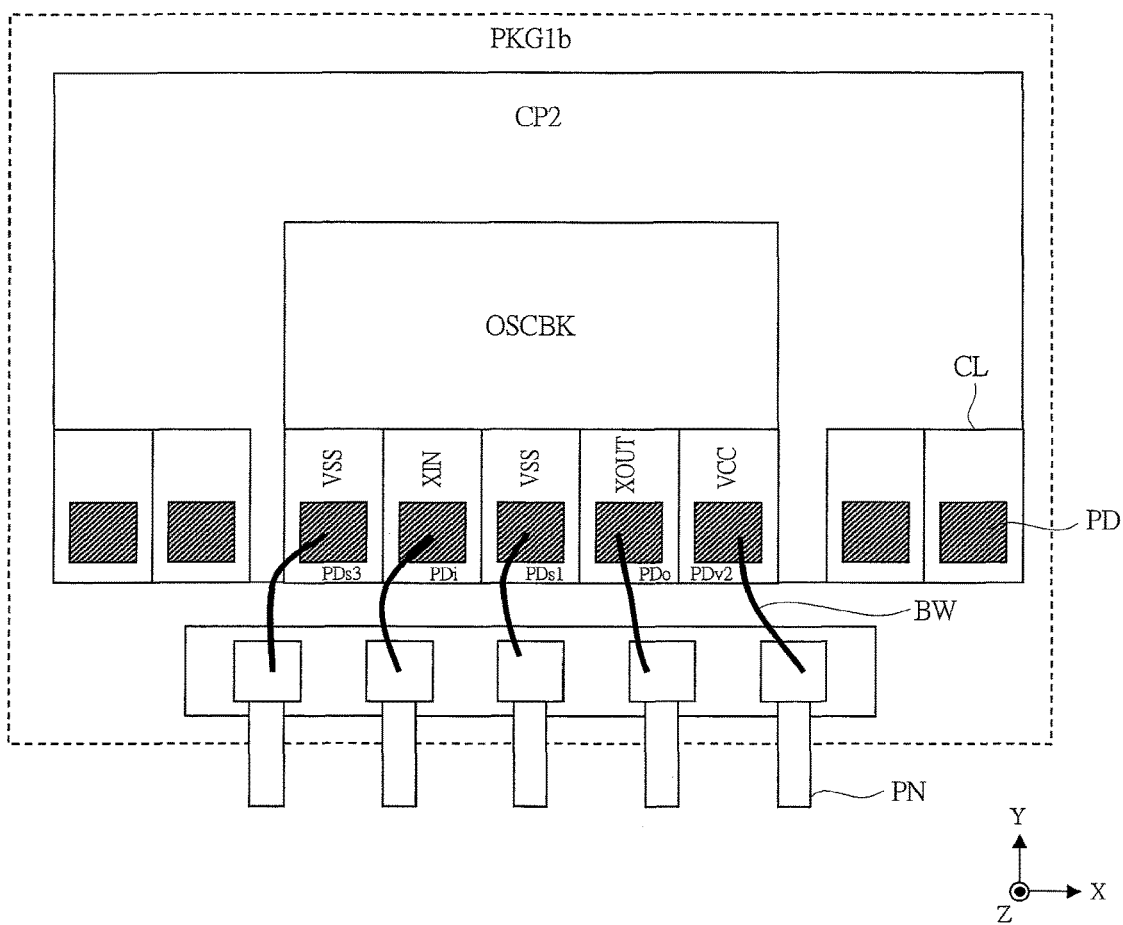 PKG1b
CP2
OSCBK
CL
VSS
XIN
VSS
XOUT
VCC
PD
PDs3
PDi
PDs1
PDo
PDv2
BW
PN
Y
X
Z